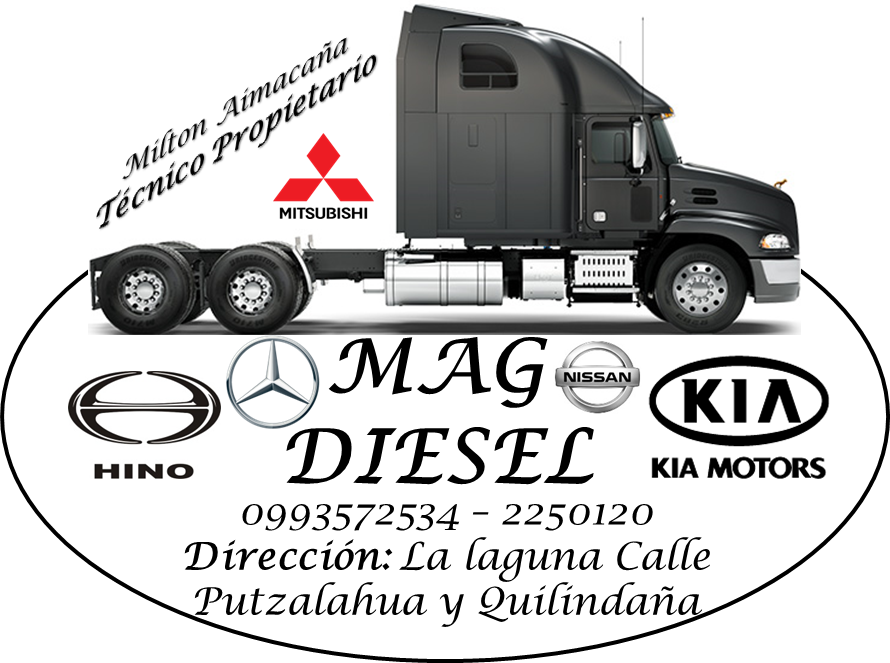 Milton Aimacaña
Técnico Propietario
MITSUBISHI
MAG
NISSAN
KIA
HINO
DIESEL
KIA MOTORS
0993572534 - 2250120
Dirección: La laguna Calle
Putzalahua y Quilindaña